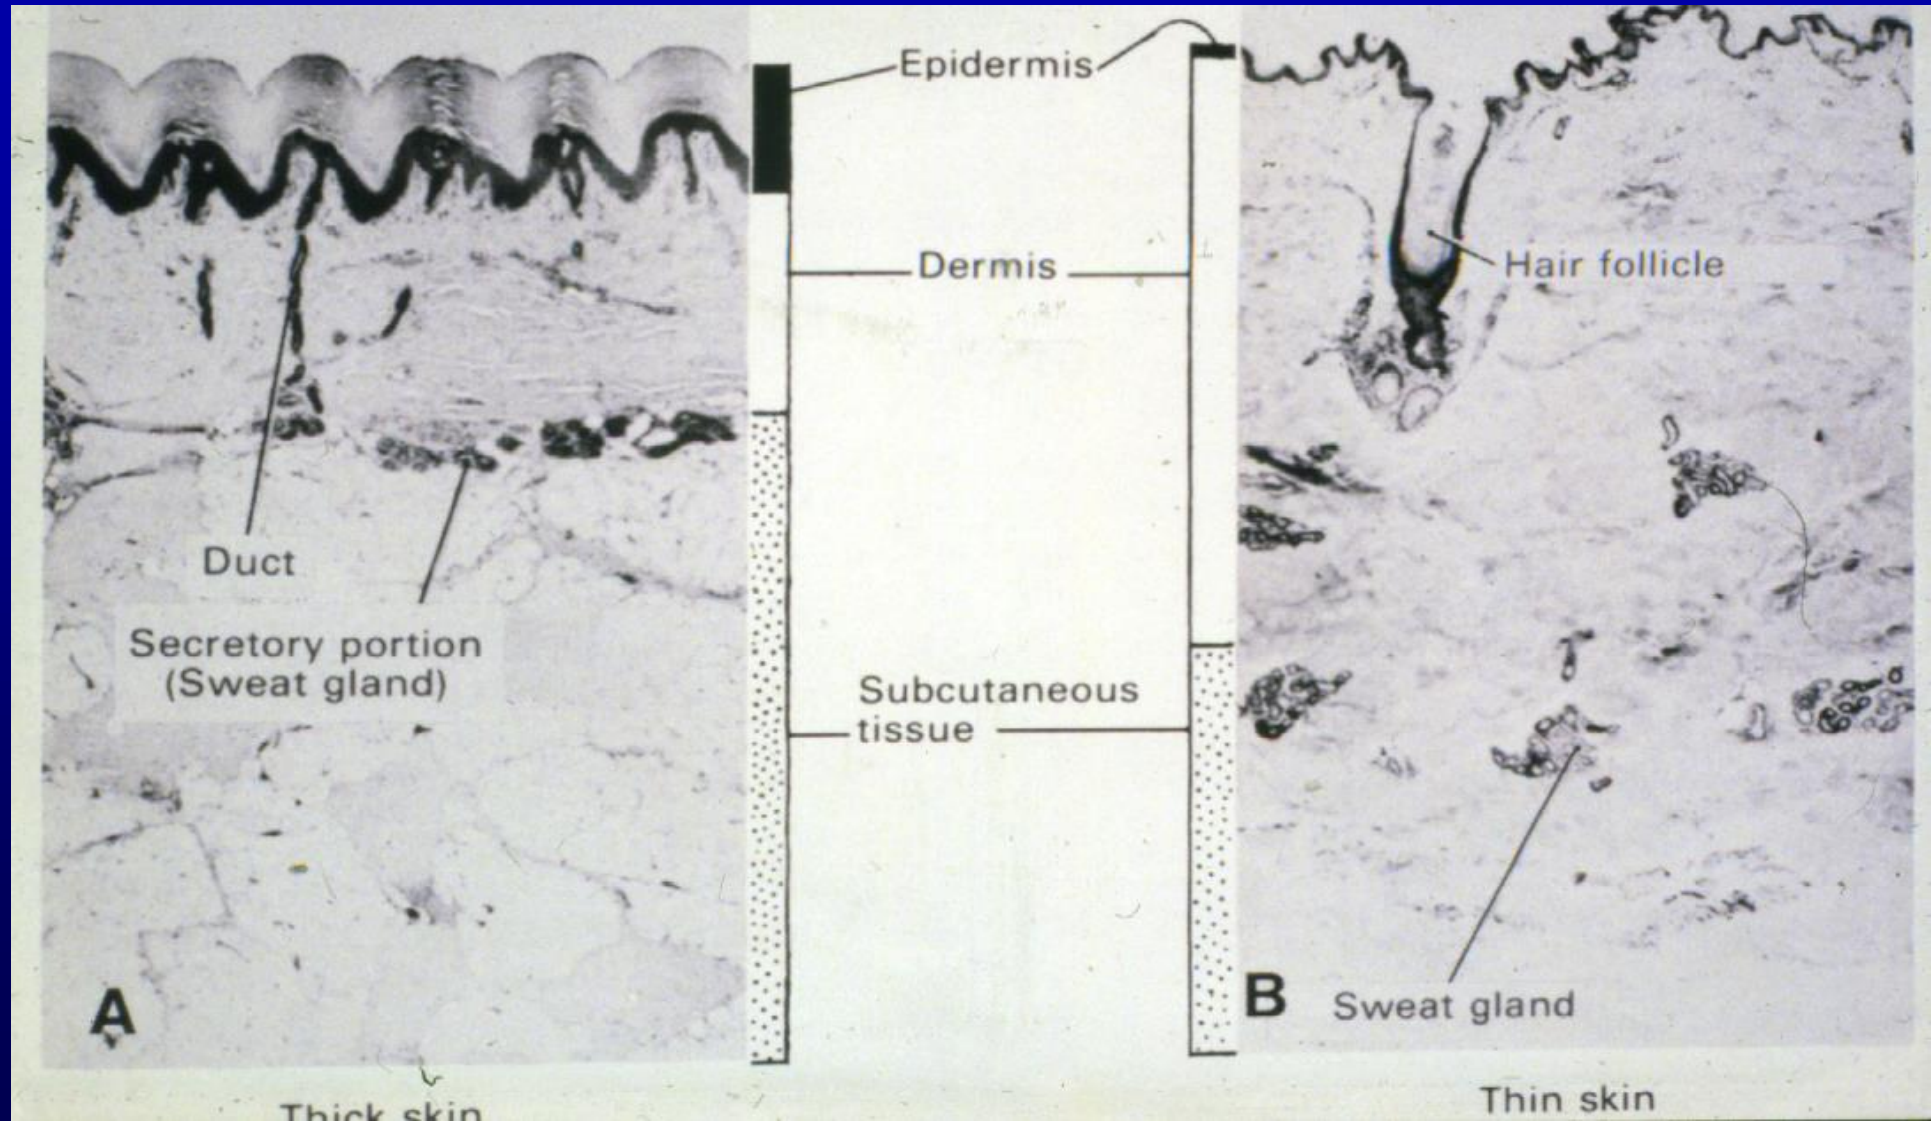 Epidermis
Dermis
Hair follicle
Duct
Secretory portion
(Sweat gland)
Subcutaneous
tissue
A
B
Sweat gland
Thick skin
Thin skin